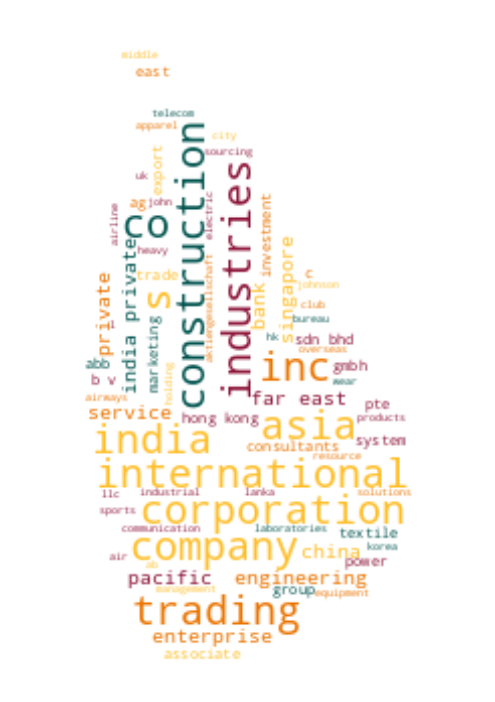 middle
east
telecom
apparel
city
construction
sourcing
export
industries
uk
ag
john
electric
investment
airline
co
heavy
india private
aktiengesellschaft
singapore
bank
trade
private
s
c
johnson
club
marketing
l
bureau
hk
sdn bhd
overseas
abb
holding
inc
gmbh
b v
wear
airways
far east
pte
service
hong kong
products
asia
india
system
consultants
resource
international
llc
industrial
lanka
solutions
sports
corporation
communication
laboratories
textile
company
china
korea
air
power
ab
pacific
engineering
management
group
equipment
trading
enterprise
associate